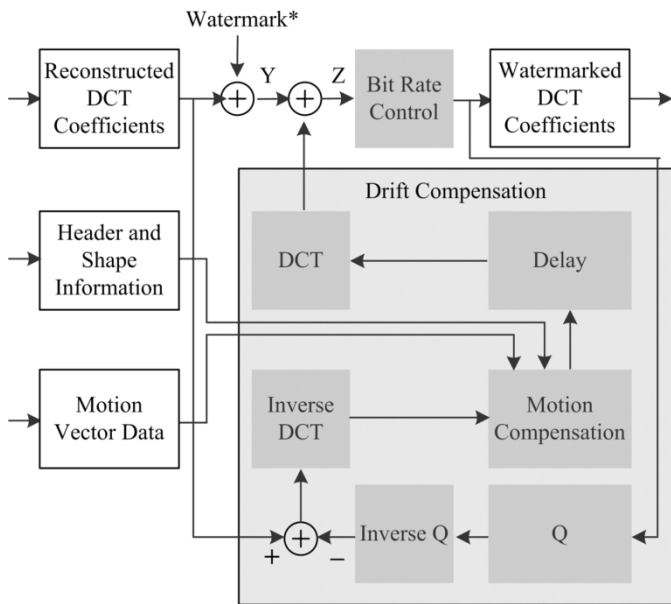 Watermark*
Reconstructed
DCT
Coefficients
Y
Z
Bit Rate
Control
Watermarked
DCT
Coefficients
Drift Compensation
Header and
Shape
Information
DCT
Delay
Motion
Vector Data
Inverse
DCT
Motion
Compensation
+
−
Inverse Q
Q